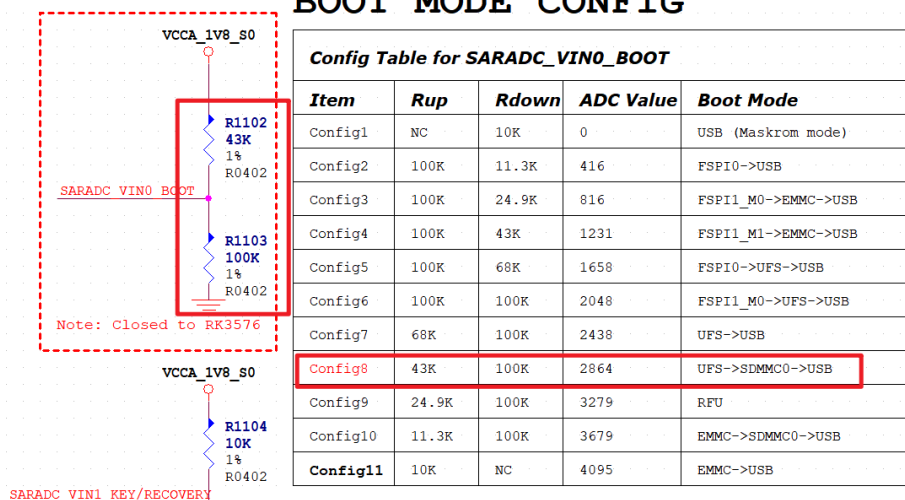 BOOT MODE CONFIG
VCCA_1V8_S0
R1102
43K
1%
R0402
SARADC_VIN0_BOOT
R1103
100K
1%
R0402
Note: Closed to RK3576
VCCA_1V8_S0
R1104
10K
1%
R0402
SARADC_VIN1_KEY/RECOVERY
Config Table for SARADC_VIN0_BOOT
Item Rup Rdown ADC Value Boot Mode
Config1 NC 10K 0 USB (Maskrom mode)
Config2 100K 11.3K 416 FSPI0->USB
Config3 100K 24.9K 816 FSPI1_M0->EMMC->USB
Config4 100K 43K 1231 FSPI1_M1->EMMC->USB
Config5 100K 68K 1658 FSPI0->UFS->USB
Config6 100K 100K 2048 FSPI1_M0->UFS->USB
Config7 68K 100K 2438 UFS->USB
Config8 43K 100K 2864 UFS->SDMMC0->USB
Config9 24.9K 100K 3279 RFU
Config10 11.3K 100K 3679 EMMC->SDMMC0->USB
Config11 10K NC 4095 EMMC->USB